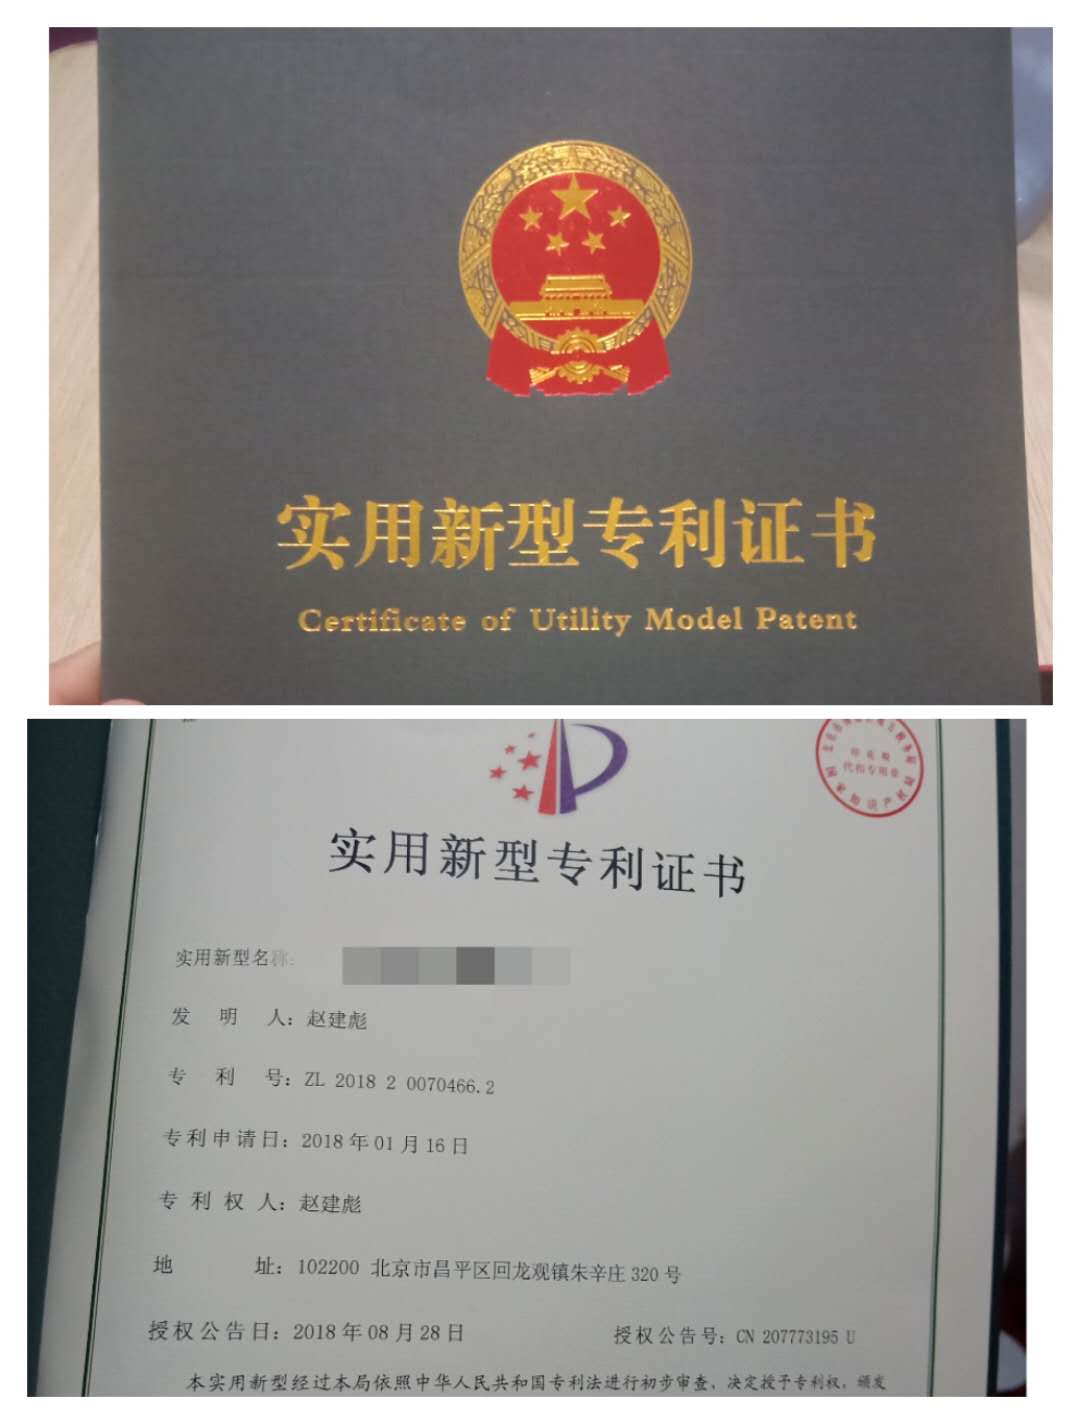 实用新型专利证书
Certificate of Utility Model Patent
实用新型专利证书
实用新型名称:
发明人：赵建彪
专利号：ZL 2018 2 0070466.2
专利申请日：2018年01月16日
专利权人：赵建彪
地址：102200 北京市昌平区回龙观镇朱辛庄320号
授权公告日：2018年08月28日 授权公告号：CN 207773195 U
本实用新型经过本局依照中华人民共和国专利法进行初步审查，决定授予专利权，颁发